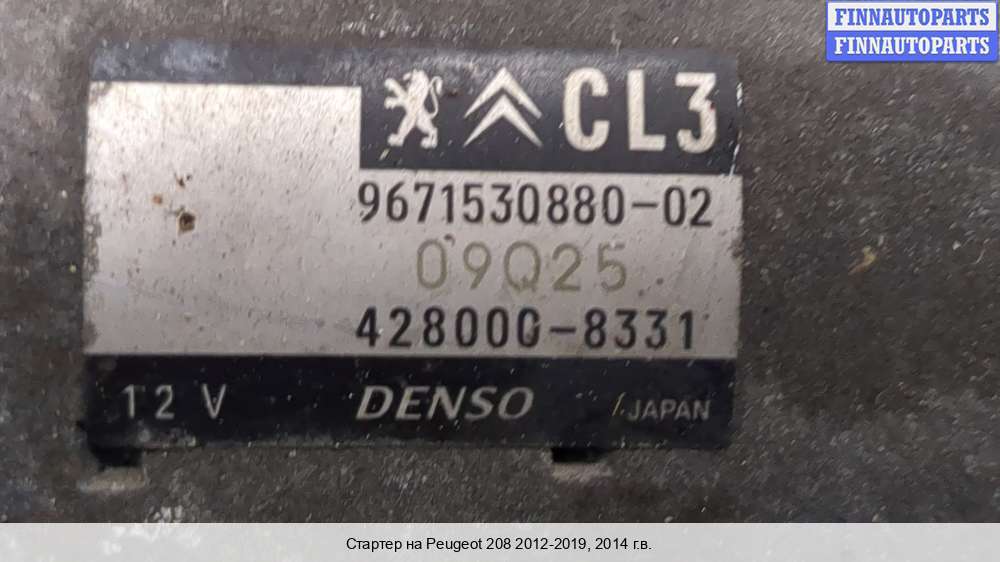 FINNAUTOPARTS
FINNAUTOPARTS
CL3
9671530880-02
09Q25
428000-8331
12 V DENSO JAPAN
Стартер на Peugeot 208 2012-2019, 2014 г.в.